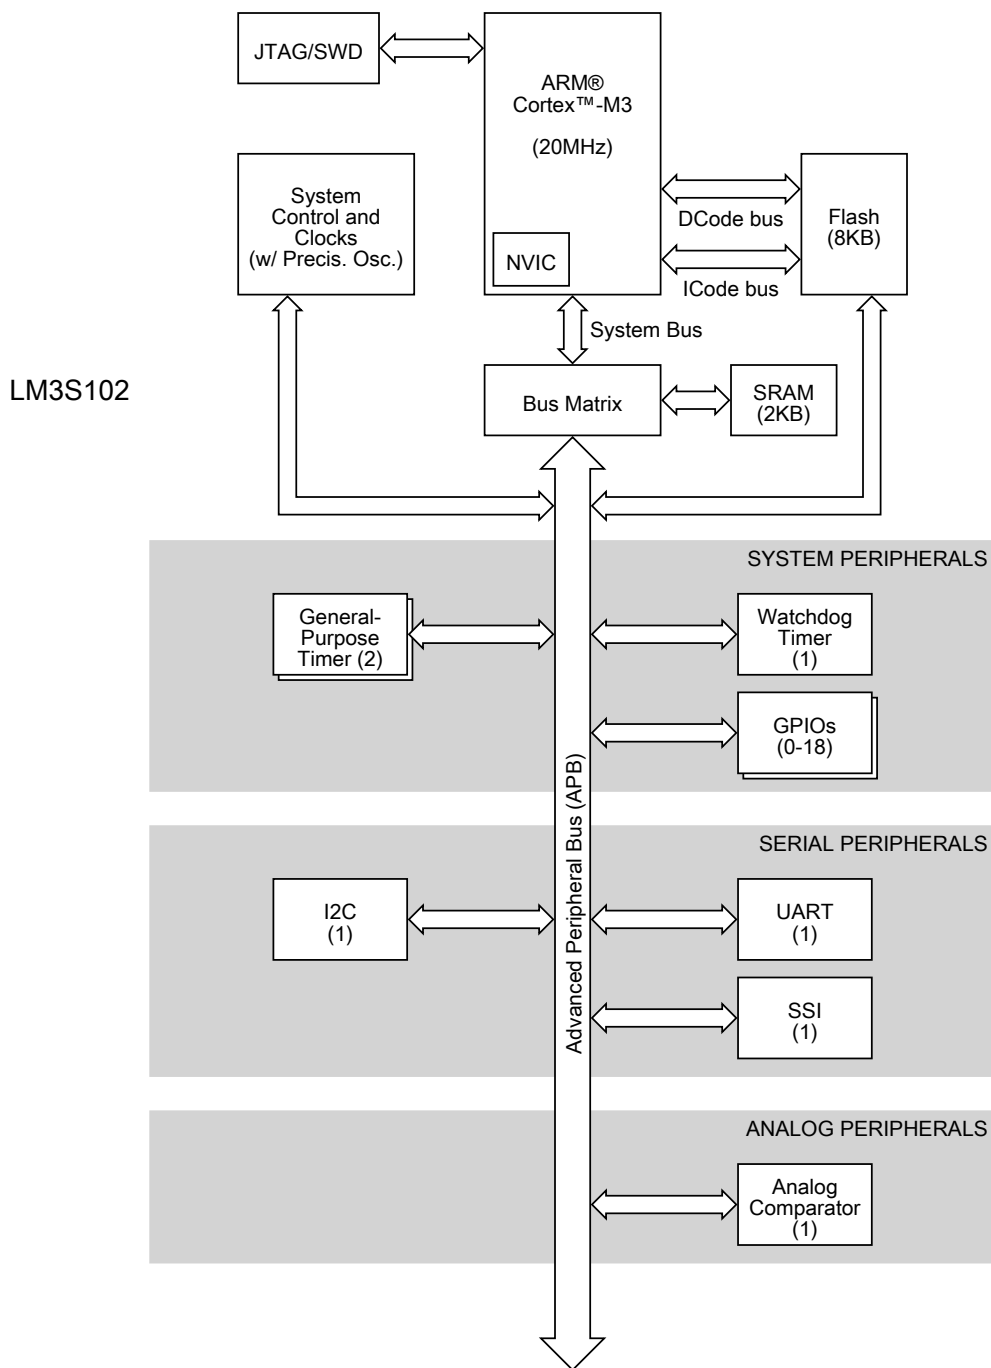 JTAG/SWD
ARM®
Cortex™-M3
(20MHz)
System
Control and
Clocks
(w/ Precis. Osc.)
NVIC
DCode bus
ICode bus
Flash
(8KB)
System Bus
LM3S102
Bus Matrix
SRAM
(2KB)
SYSTEM PERIPHERALS
General-
Purpose
Timer (2)
Watchdog
Timer
(1)
GPIOs
(0-18)
Advanced Peripheral Bus (APB)
SERIAL PERIPHERALS
I2C
(1)
UART
(1)
SSI
(1)
ANALOG PERIPHERALS
Analog
Comparator
(1)